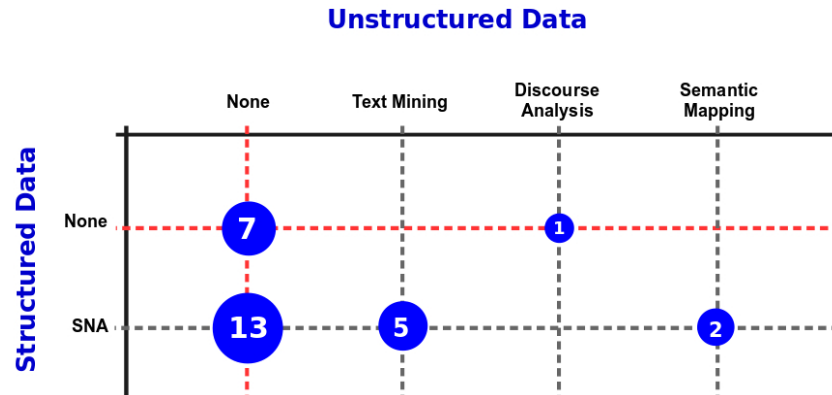 Unstructured Data
None
Text Mining
Discourse
Analysis
Semantic
Mapping
Structured Data
None
7
1
SNA
13
5
2